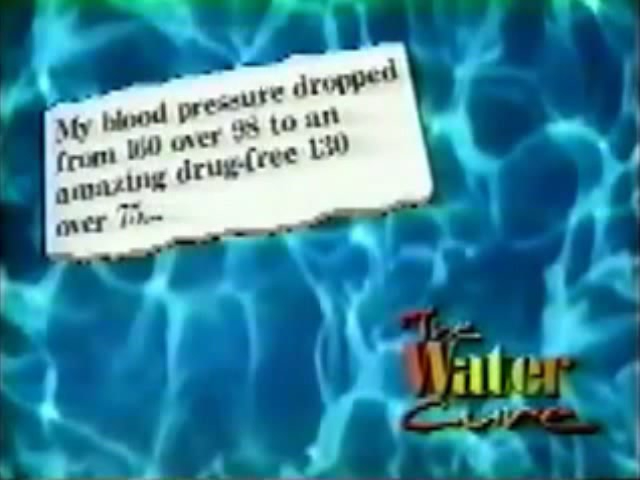 My blood pressure dropped
from 160 over 98 to an
amazing drug-free 130
over 75...
The
Water
Cure